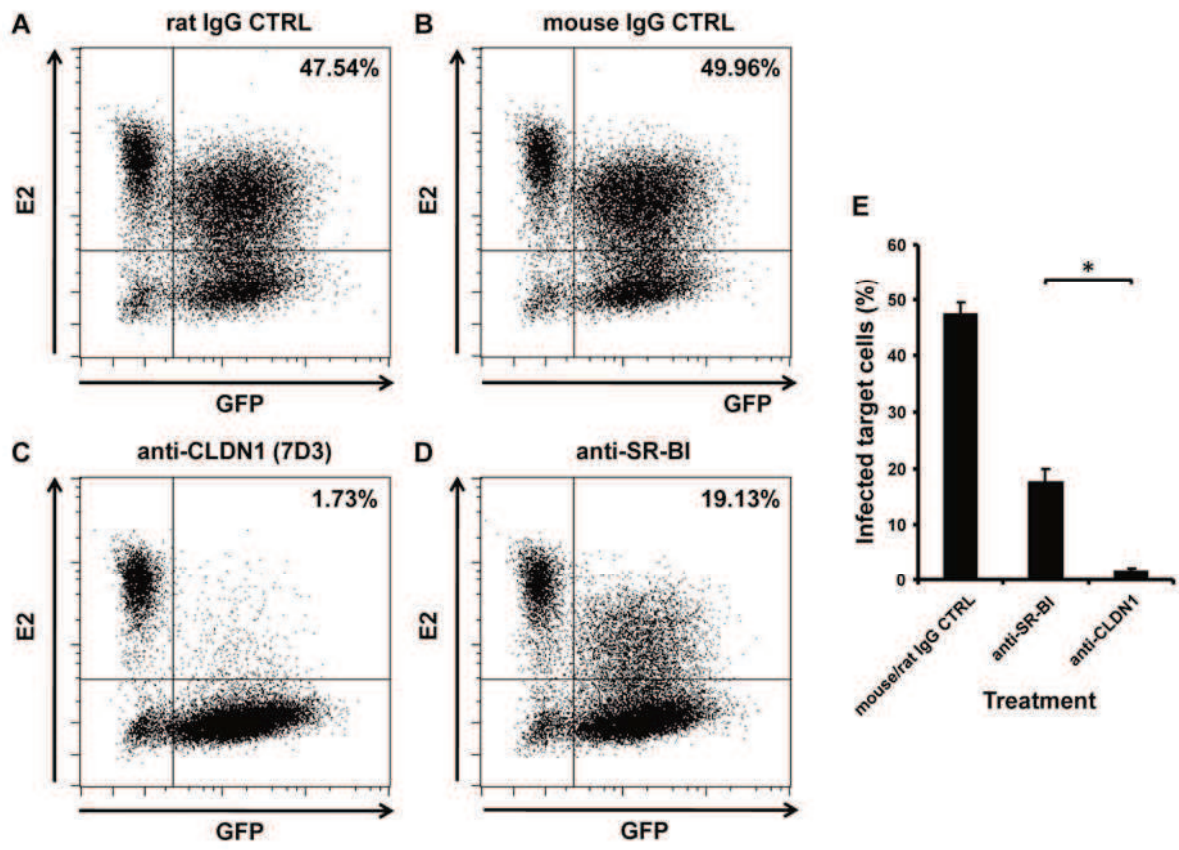 A
rat IgG CTRL
47.54%
E2
GFP
B
mouse IgG CTRL
49.96%
E2
GFP
C
anti-CLDN1 (7D3)
1.73%
E2
GFP
D
anti-SR-BI
19.13%
E2
GFP
E
Infected target cells (%)
60
50
40
30
20
10
0
*
mouse/rat IgG CTRL
anti-SR-BI
anti-CLDN1
Treatment